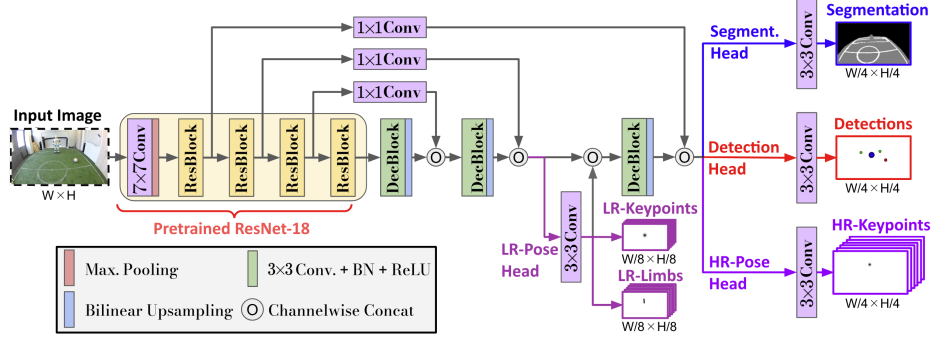 1×1Conv
1×1Conv
1×1Conv
Input Image
W×H
7×7Conv
ResBlock
ResBlock
ResBlock
ResBlock
Pretrained ResNet-18
DecBlock
O
DecBlock
O
O
DecBlock
O
LR-Pose
Head
3×3Conv
LR-Keypoints
W/8×H/8
LR-Limbs
W/8×H/8
Segment.
Head
3×3Conv
Segmentation
W/4×H/4
Detection
Head
3×3Conv
Detections
W/4×H/4
HR-Pose
Head
3×3Conv
HR-Keypoints
W/4×H/4
Max. Pooling
3×3 Conv. + BN + ReLU
Bilinear Upsampling
O Channelwise Concat